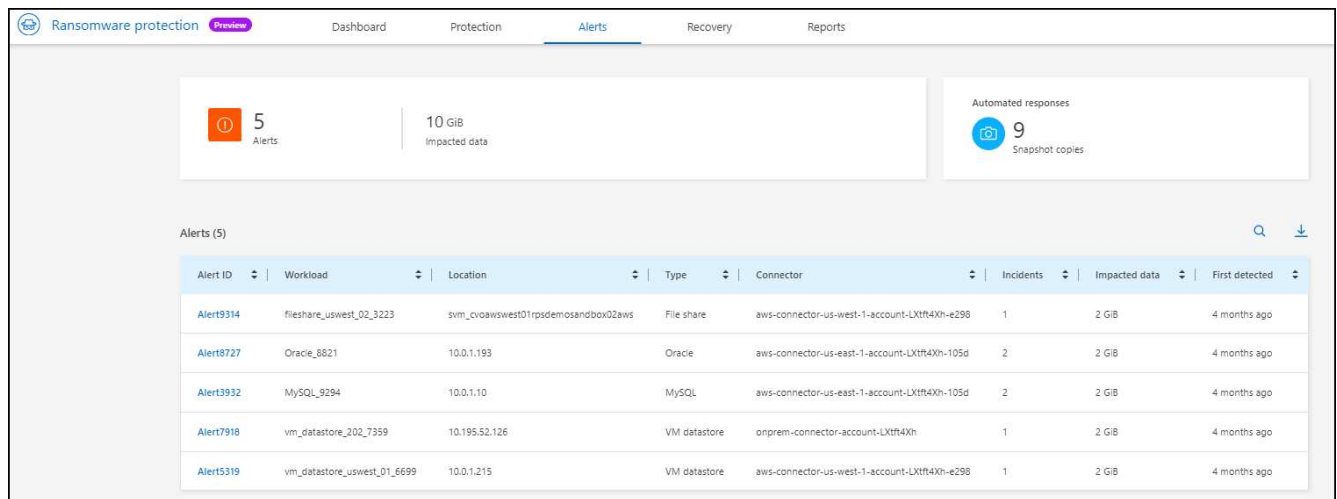 Ransomware protection Preview Dashboard Protection Alerts Recovery Reports
5
Alerts
10 GiB
Impacted data
Automated responses
9
Snapshot copies
Alerts (5)
Alert ID Workload Location Type Connector Incidents Impacted data First detected
Alert9314 fileshare_uswest_02_3223 svm_cvoawswest01rpsdemosandbox02aws File share aws-connector-us-west-1-account-LXtft4Xh-e298 1 2 GiB 4 months ago
Alert8727 Oracle_8821 10.0.1.193 Oracle aws-connector-us-east-1-account-LXtft4Xh-105d 2 2 GiB 4 months ago
Alert3932 MySQL_9294 10.0.1.10 MySQL aws-connector-us-east-1-account-LXtft4Xh-105d 2 2 GiB 4 months ago
Alert7918 vm_datastore_202_7359 10.195.52.126 VM datastore onprem-connector-account-LXtft4Xh 1 2 GiB 4 months ago
Alert5319 vm_datastore_uswest_01_6699 10.0.1.215 VM datastore aws-connector-us-west-1-account-LXtft4Xh-e298 1 2 GiB 4 months ago